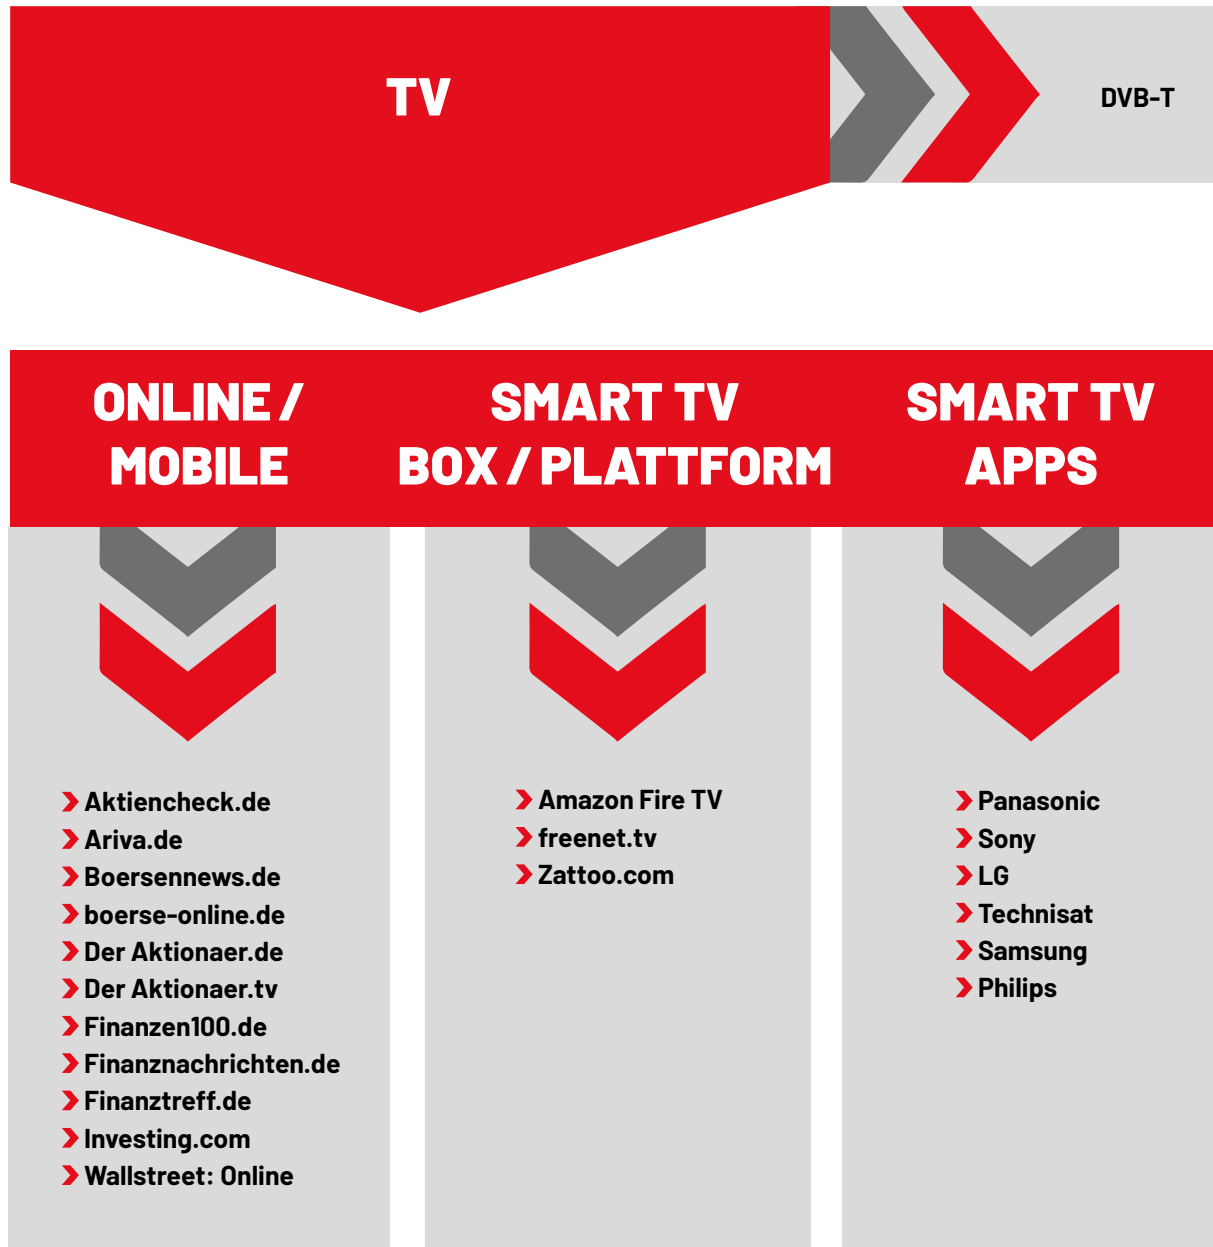 TV
DVB-T
ONLINE /
MOBILE
SMART TV
BOX / PLATTFORM
SMART TV
APPS
Aktiencheck.de
Ariva.de
Boersennews.de
boerse-online.de
Der Aktionaer.de
Der Aktionaer.tv
Finanzen100.de
Finanznachrichten.de
Finanztreff.de
Investing.com
Wallstreet: Online
Amazon Fire TV
freenet.tv
Zattoo.com
Panasonic
Sony
LG
Technisat
Samsung
Philips